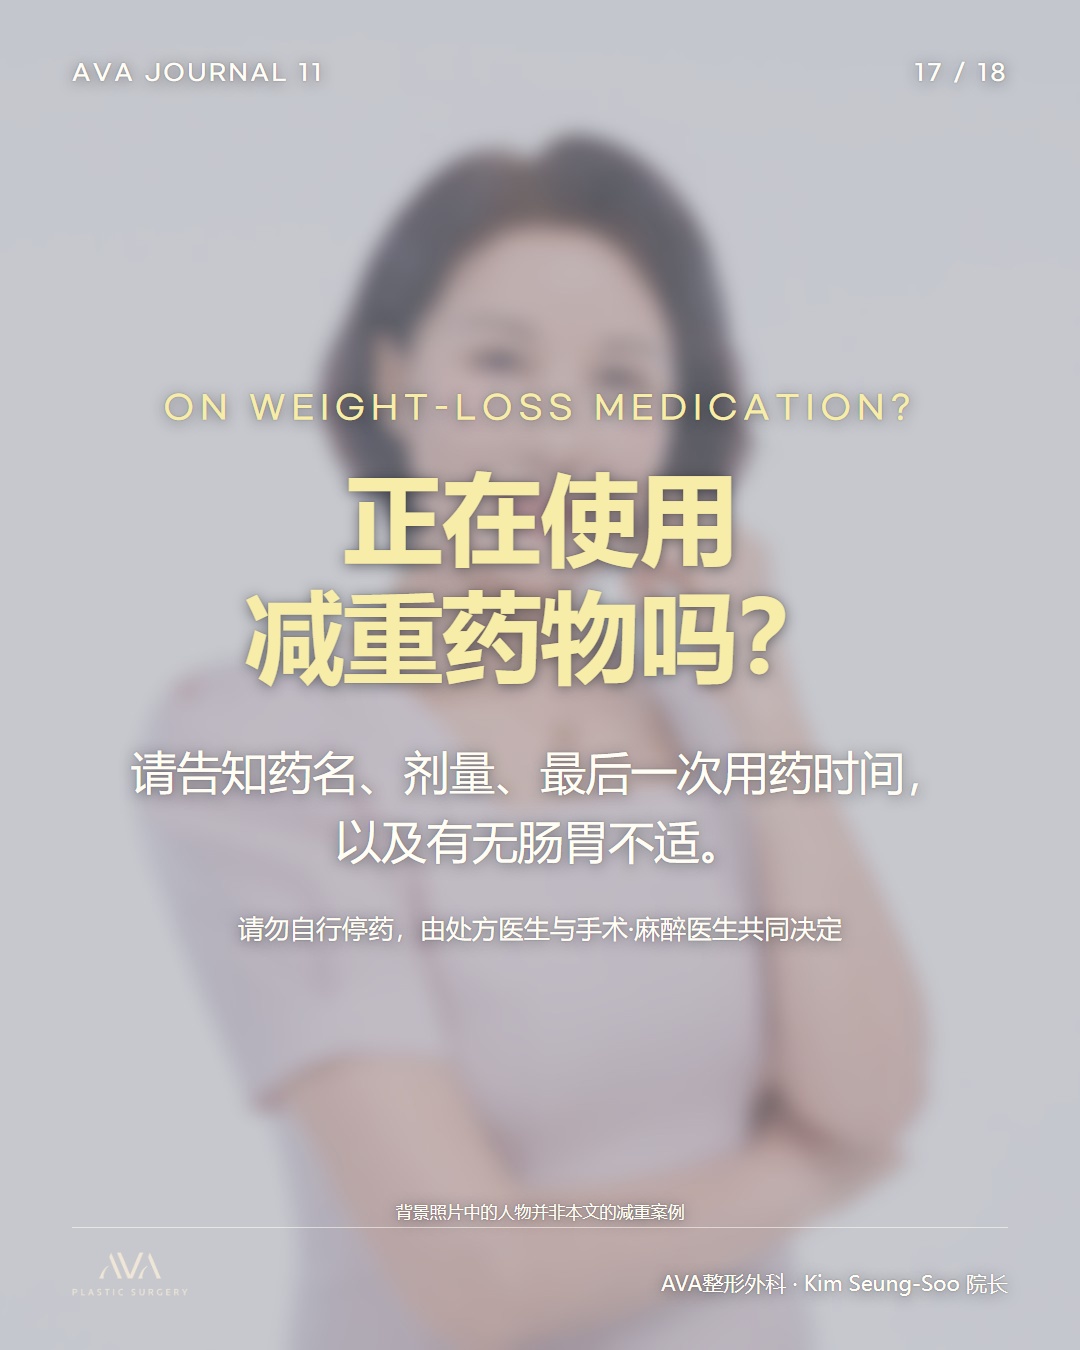 AVA JOURNAL 11
17 / 18
ON WEIGHT-LOSS MEDICATION?
正在使用
减重药物吗？
请告知药名、剂量、最后一次用药时间，
以及有无肠胃不适。
请勿自行停药，由处方医生与手术·麻醉医生共同决定
背景照片中的人物并非本文的减重案例
AVA
PLASTIC SURGERY
AVA整形外科 · Kim Seung-Soo 院长